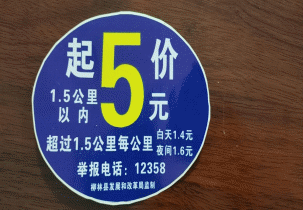 起5价
1.5公里
以内
元
超过1.5公里每公里
白天1.4元
夜间1.6元
举报电话：12358
柳林县发展和改革局监制